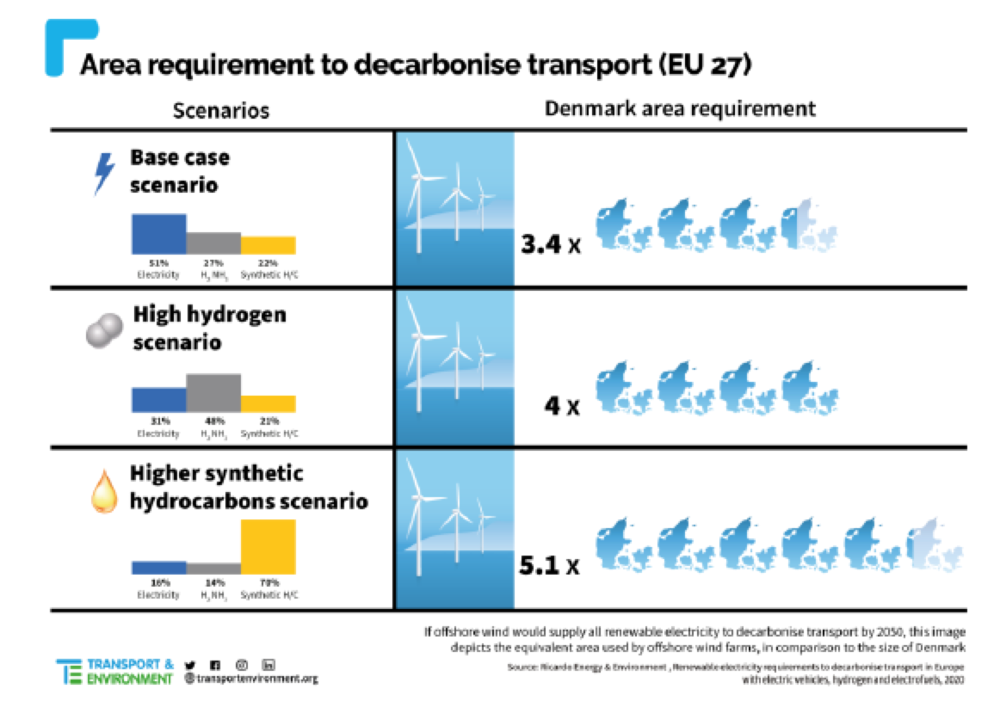 Area requirement to decarbonise transport (EU 27)
Scenarios
Denmark area requirement
Base case
scenario
51%
27%
22%
Electricity
H₂ NH₃
Synthetic H/C
3.4 x
High hydrogen
scenario
31%
48%
21%
Electricity
H₂NH₃
Synthetic H/C
4 x
Higher synthetic
hydrocarbons scenario
16%
14%
70%
Electricity
H₂NH₃
Synthetic H/C
5.1 x
If offshore wind would supply all renewable electricity to decarbonise transport by 2050, this image
depicts the equivalent area used by offshore wind farms, in comparison to the size of Denmark
Source: Ricardo Energy & Environment , Renewable electricity requirements to decarbonise transport in Europe
with electric vehicles, hydrogen and electrofuels, 2020
TE TRANSPORT &
ENVIRONMENT
@transportenvironment.org